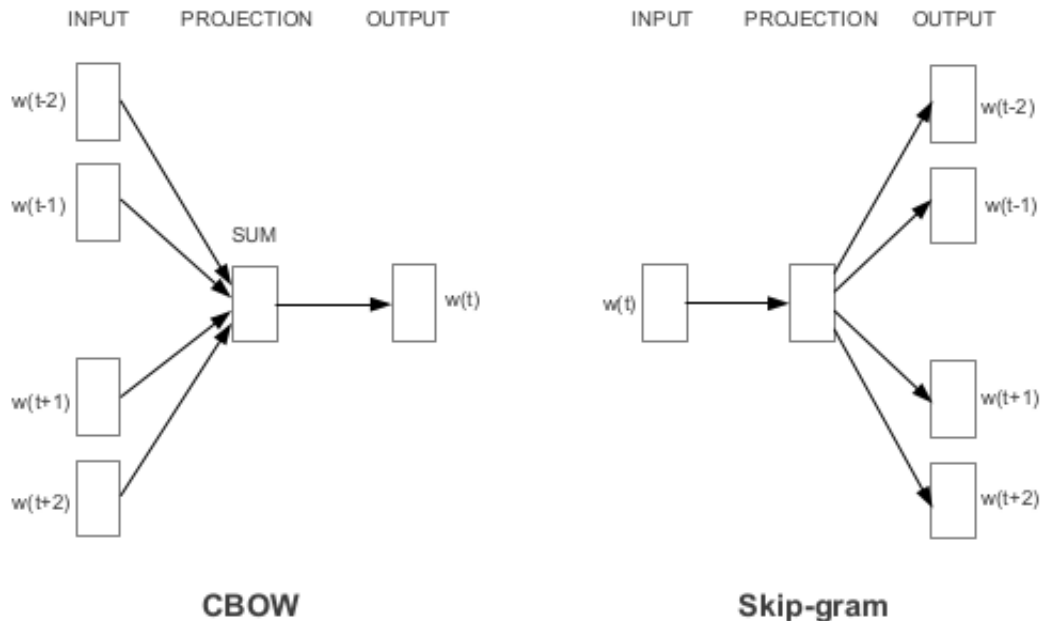 INPUT PROJECTION OUTPUT
w(t-2)
w(t-1)
SUM
w(t)
w(t+1)
w(t+2)
CBOW
INPUT PROJECTION OUTPUT
w(t-2)
w(t-1)
w(t)
w(t+1)
w(t+2)
Skip-gram